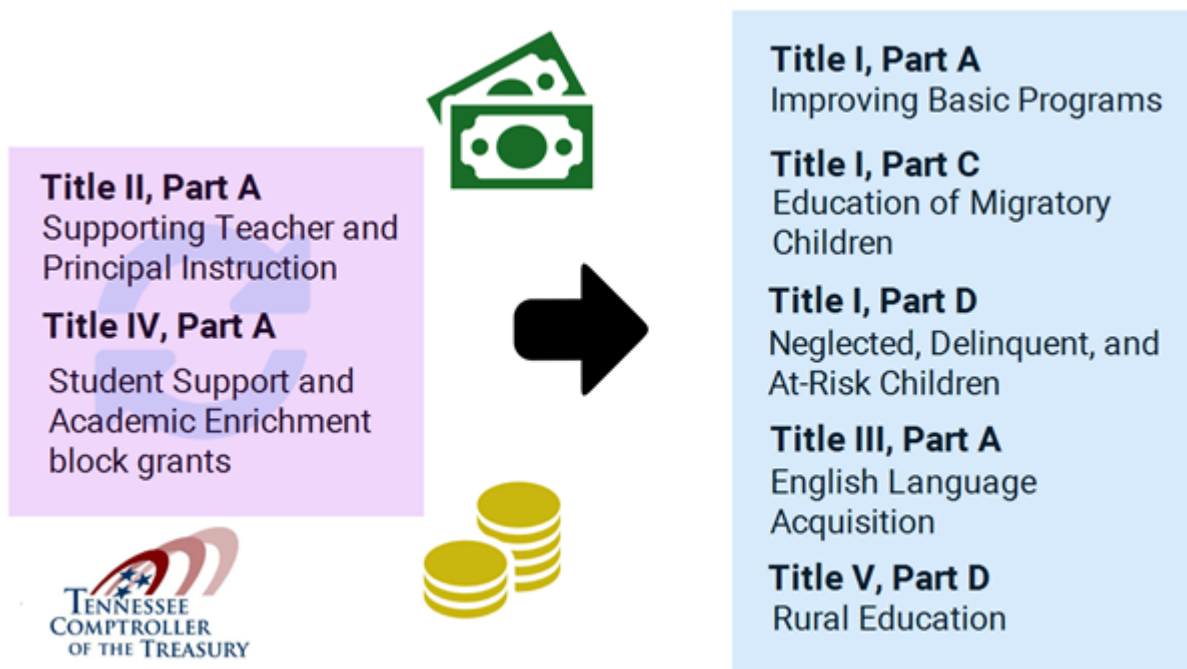 Title II, Part A
Supporting Teacher and
Principal Instruction
Title IV, Part A
Student Support and
Academic Enrichment
block grants
TENNESSEE
COMPTROLLER
OF THE TREASURY
Title I, Part A
Improving Basic Programs
Title I, Part C
Education of Migratory
Children
Title I, Part D
Neglected, Delinquent, and
At-Risk Children
Title III, Part A
English Language
Acquisition
Title V, Part D
Rural Education